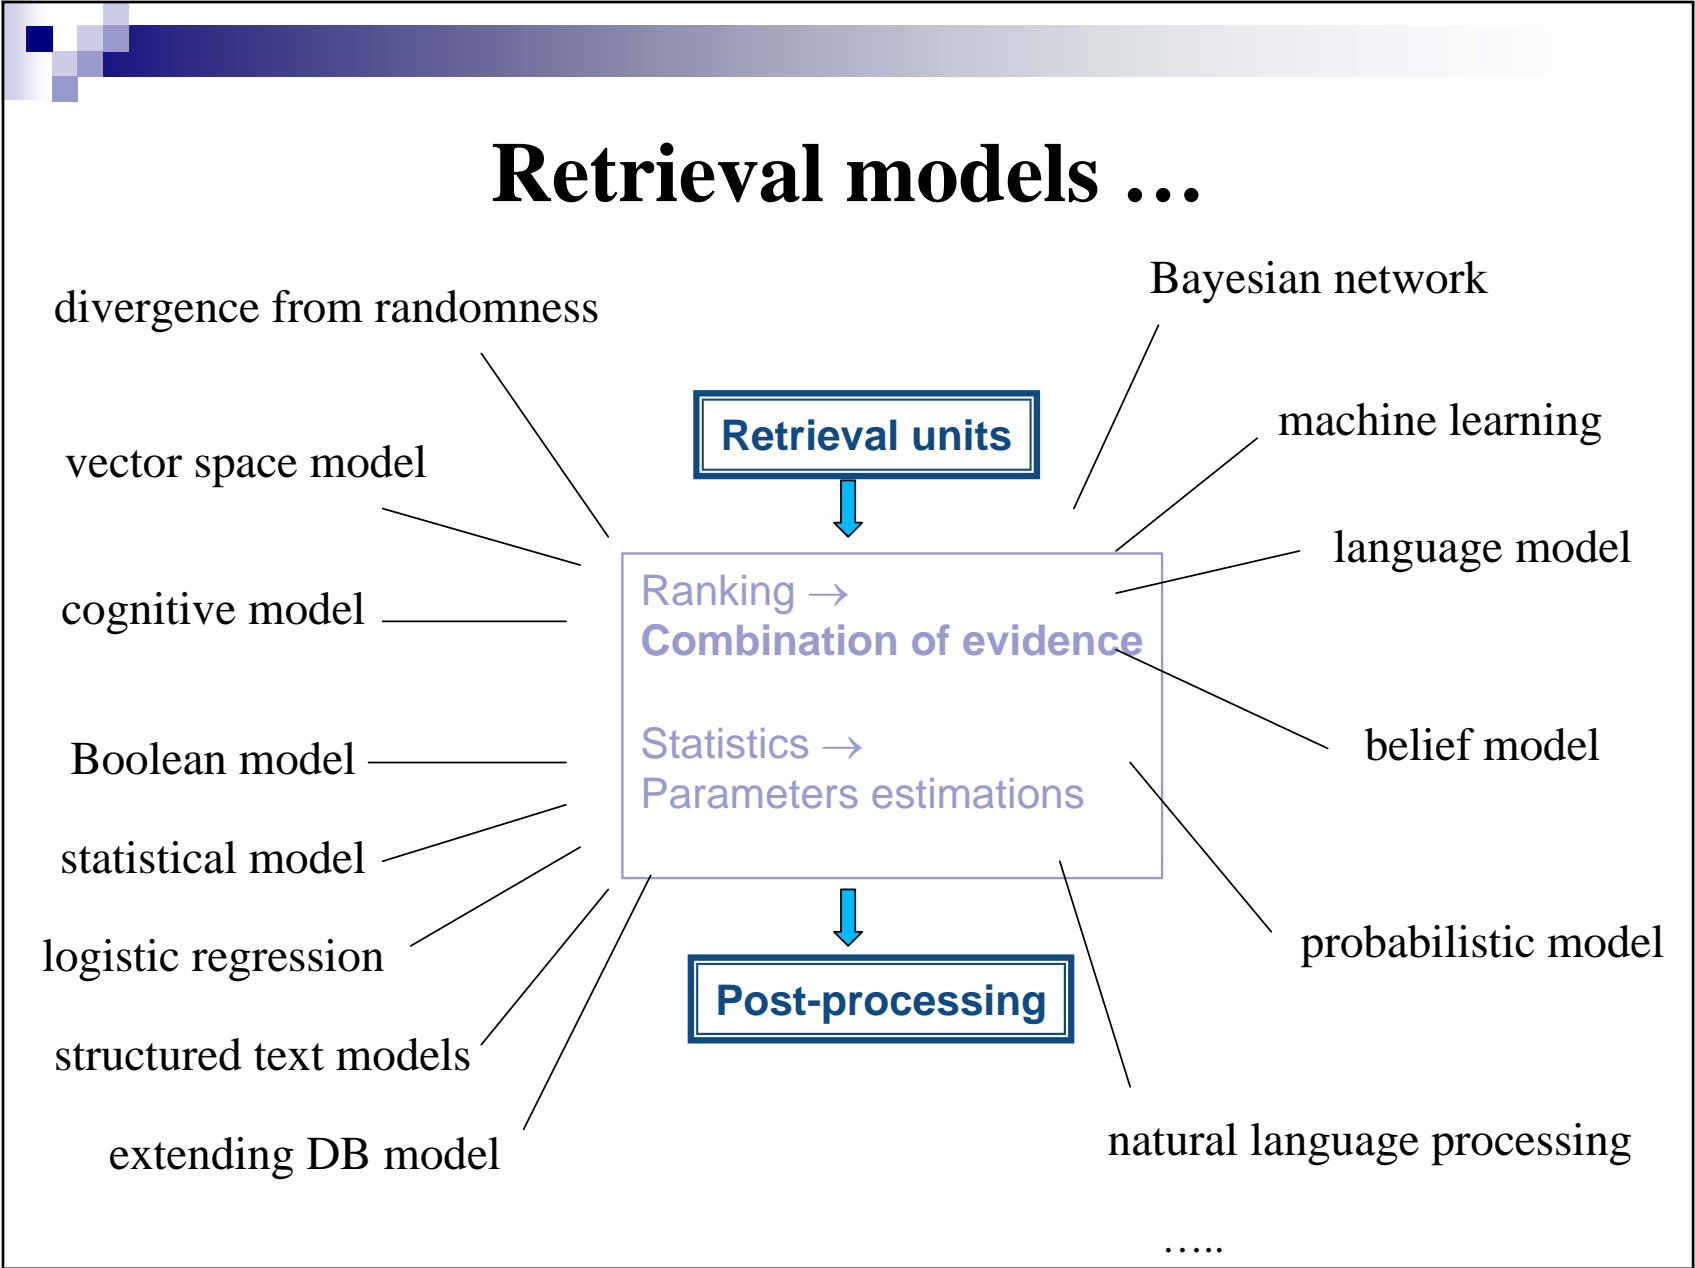 Retrieval models …
divergence from randomness
vector space model
cognitive model
Boolean model
statistical model
logistic regression
structured text models
extending DB model
Retrieval units
Ranking →
Combination of evidence
Statistics →
Parameters estimations
Post-processing
Bayesian network
machine learning
language model
belief model
probabilistic model
natural language processing
…..